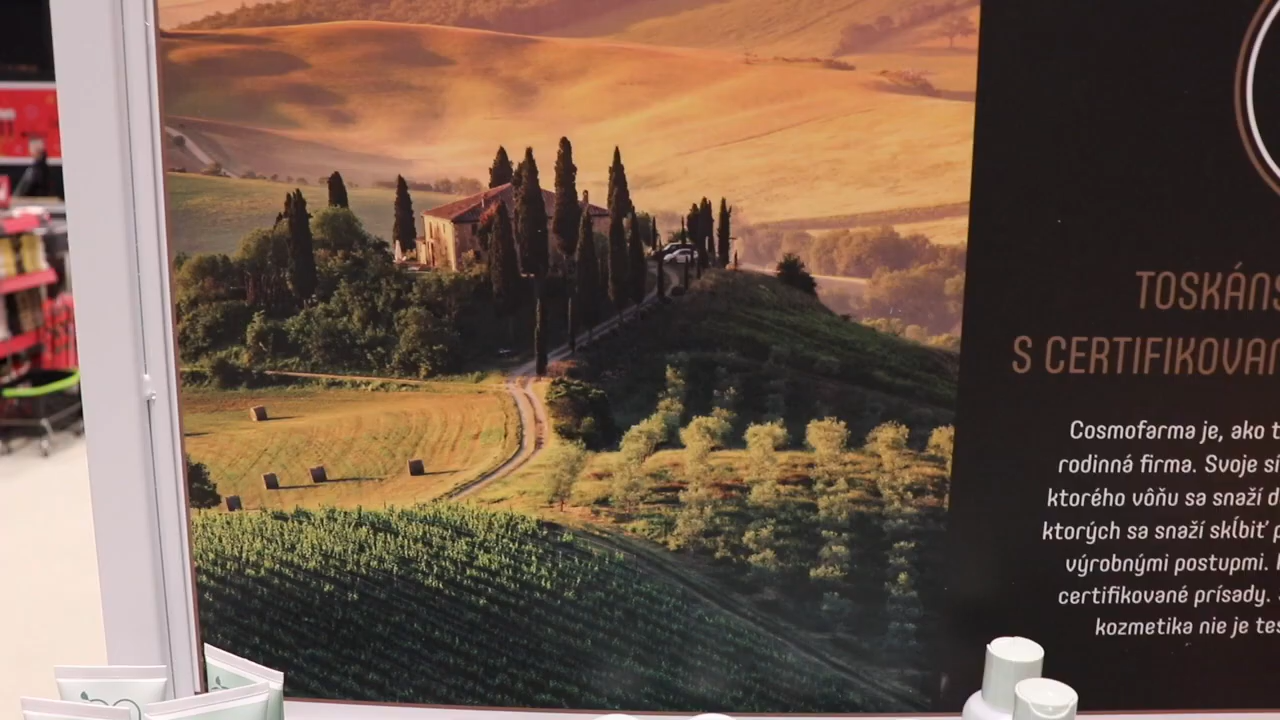 TOSKÁNS
S CERTIFIKOVAN
Cosmofarma je, ako t
rodinná firma. Svoje sí
ktorého vôňu sa snaží d
ktorých sa snaží skĺbiť p
výrobnými postupmi.
certifikované prísady.
kozmetika nie je tes